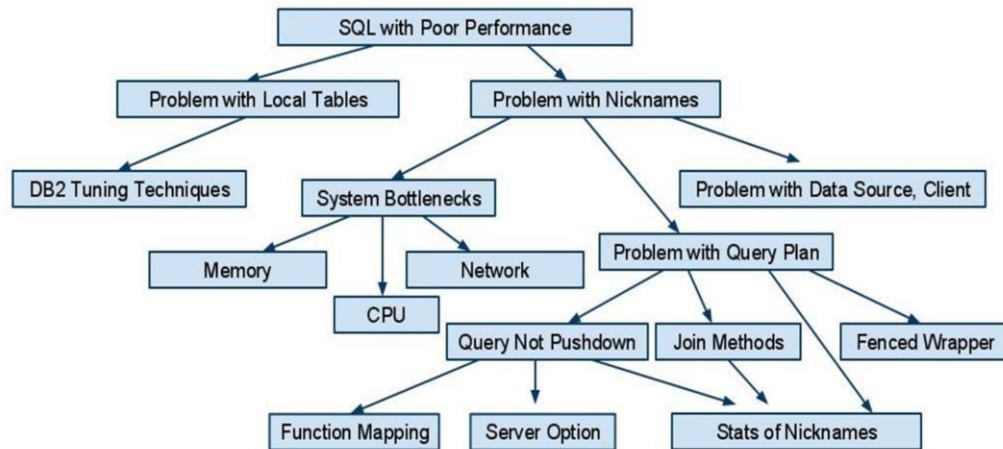 SQL with Poor Performance
Problem with Local Tables
Problem with Nicknames
DB2 Tuning Techniques
System Bottlenecks
Problem with Data Source, Client
Memory
Network
Problem with Query Plan
CPU
Query Not Pushdown
Join Methods
Fenced Wrapper
Function Mapping
Server Option
Stats of Nicknames